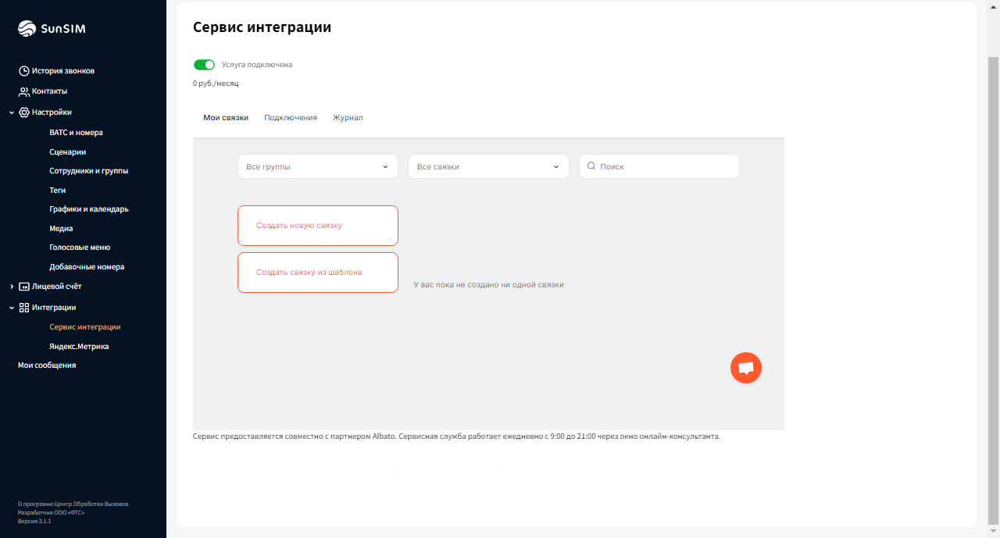 SunSIM
История звонков
Контакты
Настройки
ВАТС и номера
Сценарии
Сотрудники и группы
Теги
Графики и календарь
Медиа
Голосовые меню
Добавочные номера
Лицевой счёт
Интеграции
Сервис интеграции
Яндекс.Метрика
Мои сообщения
О программе Центр Обработки Вызовов
Разработчик ООО «ФТС»
Версия 2.1.1
Сервис интеграции
Услуга подключена
0 руб./месяц
Мои связки Подключения Журнал
Все группы Все связки Поиск
Создать новую связку
Создать связку из шаблона
У вас пока не создано ни одной связки
Сервис предоставляется совместно с партнером Albato. Сервисная служба работает ежедневно с 9:00 до 21:00 через окно онлайн-консультанта.